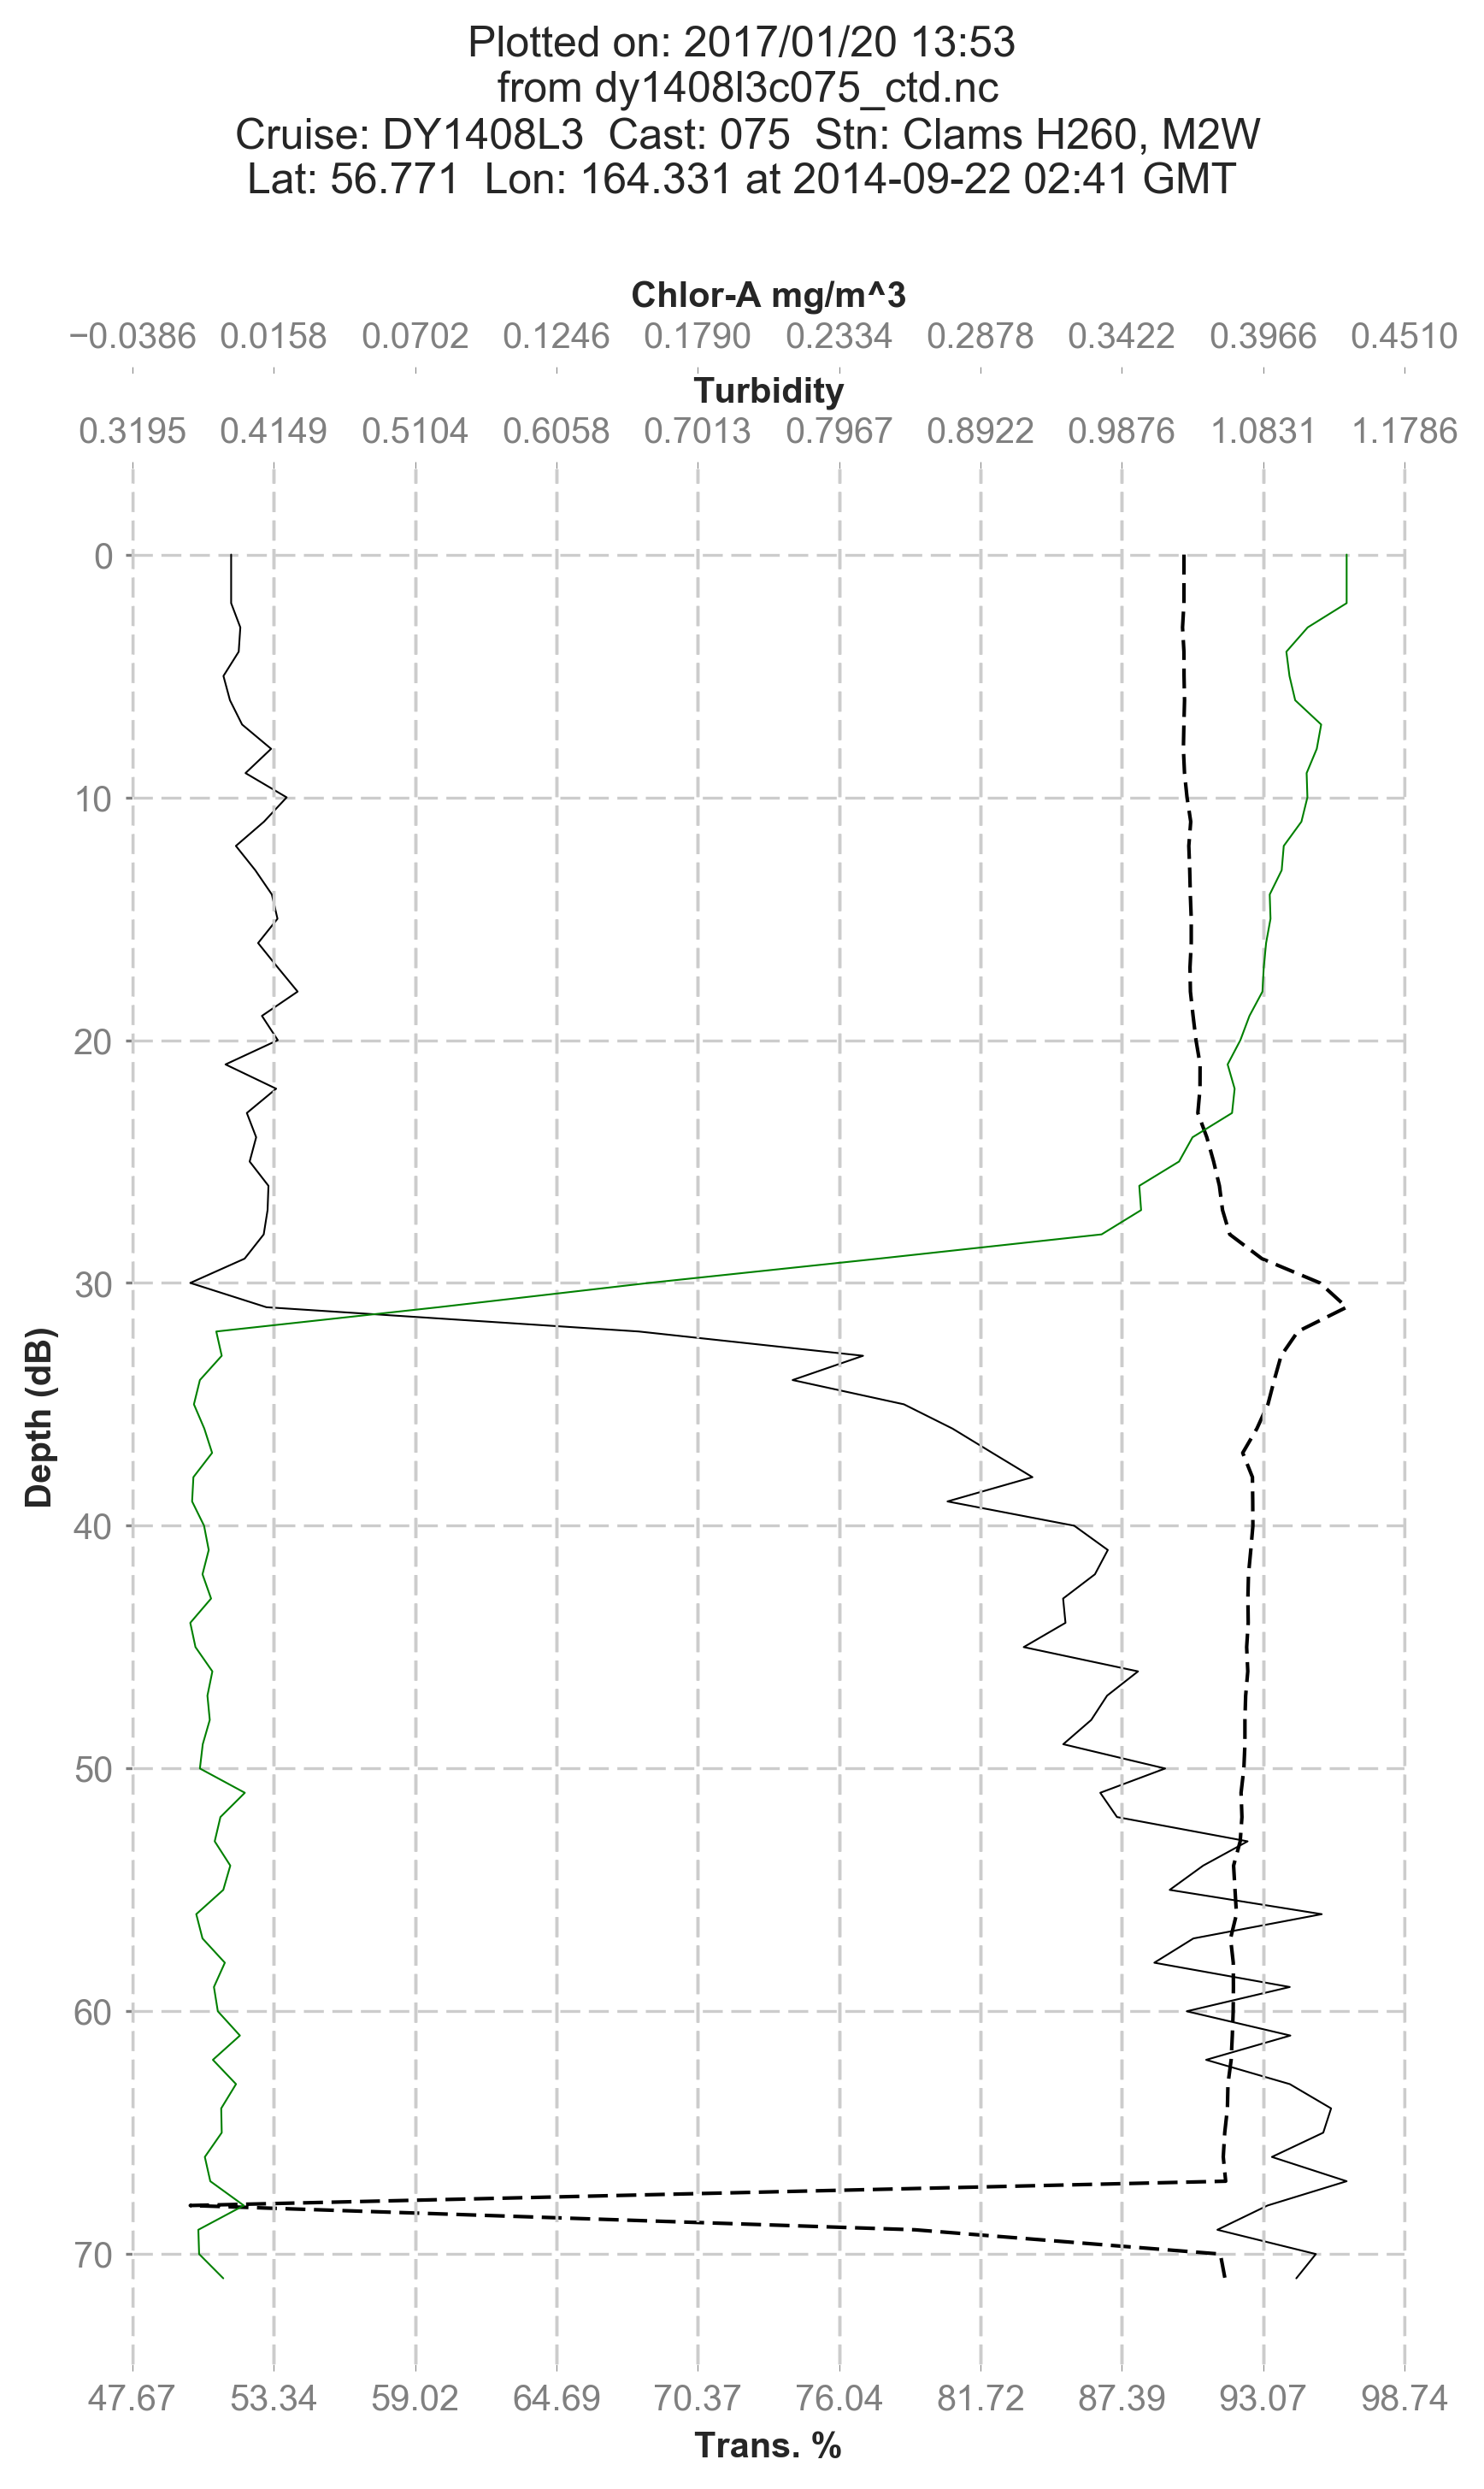 Plotted on: 2017/01/20 13:53
from dy1408l3c075_ctd.nc
Cruise: DY1408L3  Cast: 075  Stn: Clams H260, M2W
Lat: 56.771  Lon: 164.331 at 2014-09-22 02:41 GMT
Chlor-A mg/m^3
−0.0386 0.0158 0.0702 0.1246 0.1790 0.2334 0.2878 0.3422 0.3966 0.4510
Turbidity
0.3195 0.4149 0.5104 0.6058 0.7013 0.7967 0.8922 0.9876 1.0831 1.1786
0
10
20
30
40
50
60
70
Depth (dB)
47.67 53.34 59.02 64.69 70.37 76.04 81.72 87.39 93.07 98.74
Trans. %